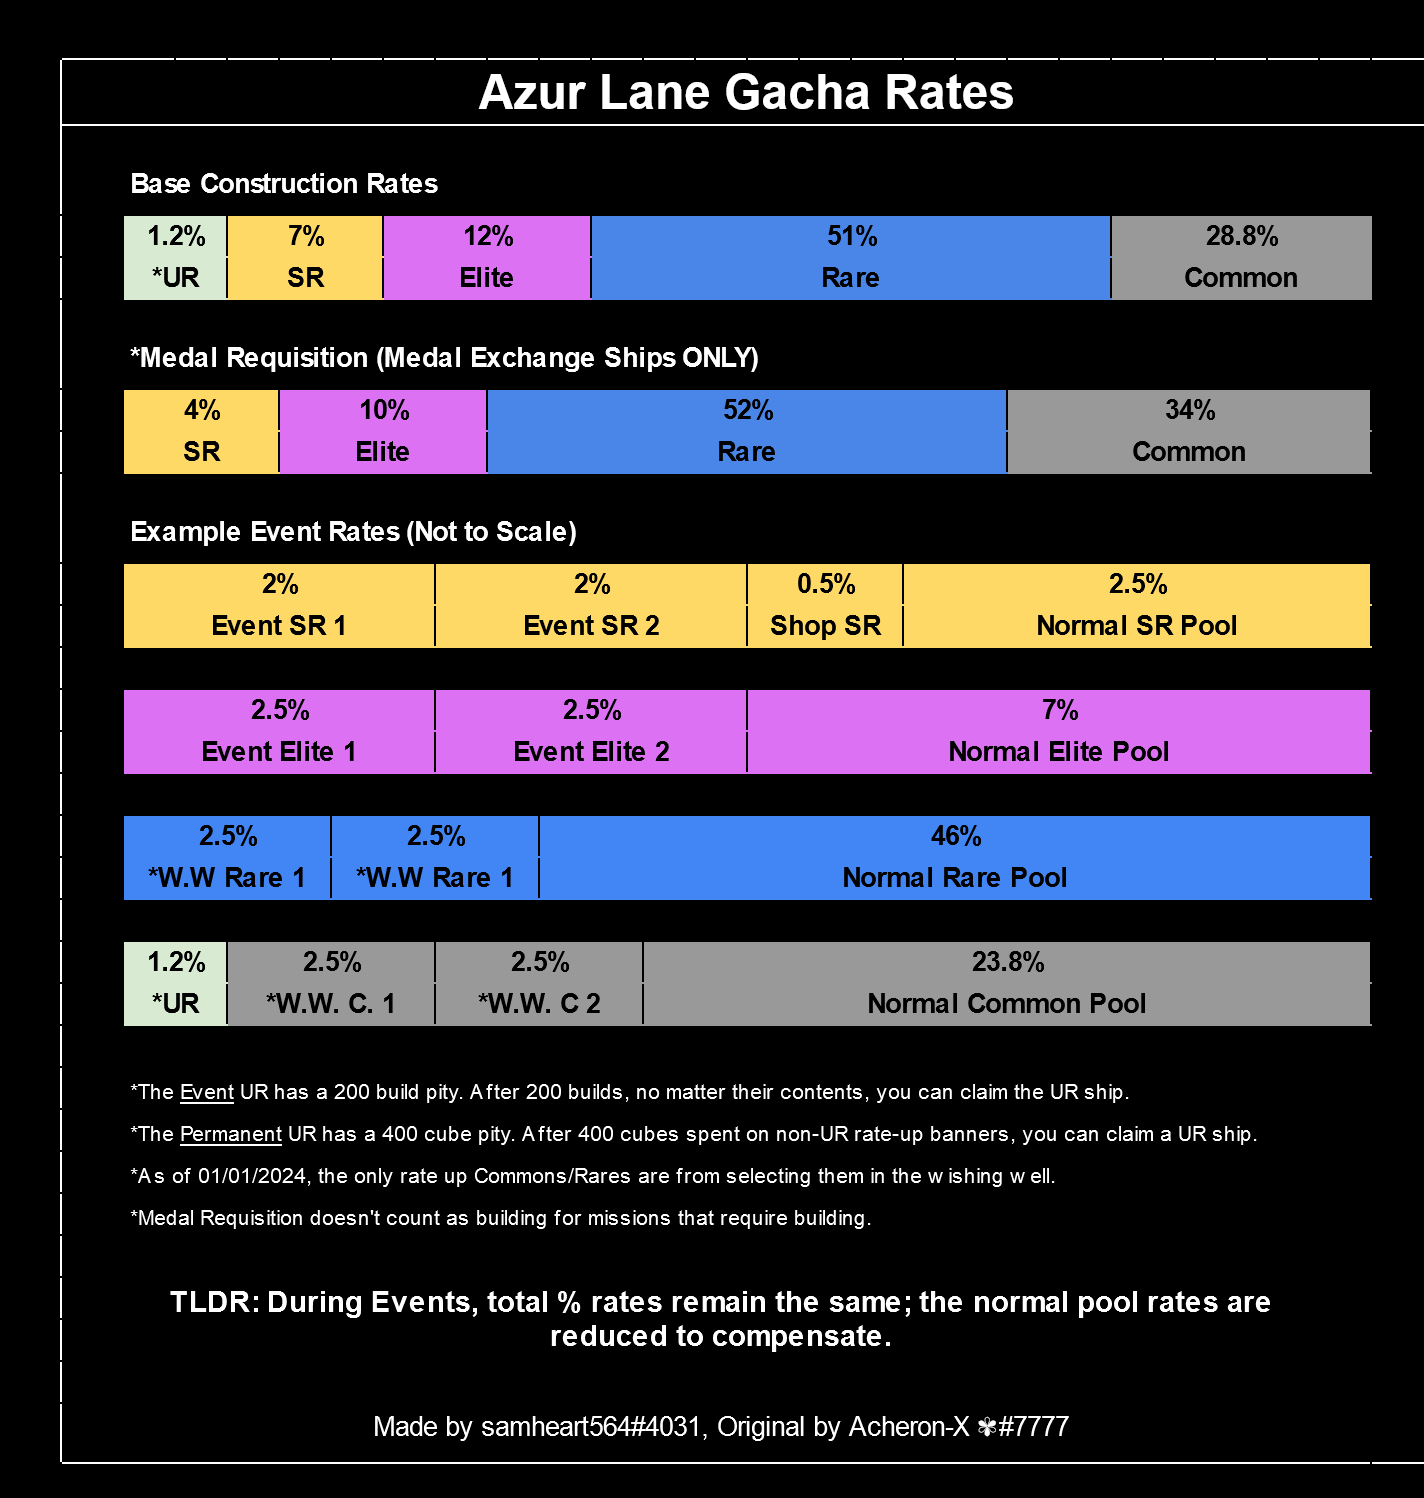 Azur Lane Gacha Rates
Base Construction Rates
1.2% 7% 12% 51% 28.8%
*UR SR Elite Rare Common
*Medal Requisition (Medal Exchange Ships ONLY)
4% 10% 52% 34%
SR Elite Rare Common
Example Event Rates (Not to Scale)
2% 2% 0.5% 2.5%
Event SR 1 Event SR 2 Shop SR Normal SR Pool
2.5% 2.5% 7%
Event Elite 1 Event Elite 2 Normal Elite Pool
2.5% 2.5% 46%
*W.W Rare 1 *W.W Rare 1 Normal Rare Pool
1.2% 2.5% 2.5% 23.8%
*UR *W.W. C. 1 *W.W. C 2 Normal Common Pool
*The Event UR has a 200 build pity. After 200 builds, no matter their contents, you can claim the UR ship.
*The Permanent UR has a 400 cube pity. After 400 cubes spent on non-UR rate-up banners, you can claim a UR ship.
*As of 01/01/2024, the only rate up Commons/Rares are from selecting them in the wishing well.
*Medal Requisition doesn't count as building for missions that require building.
TLDR: During Events, total % rates remain the same; the normal pool rates are
reduced to compensate.
Made by samheart564#4031, Original by Acheron-X ✾#7777